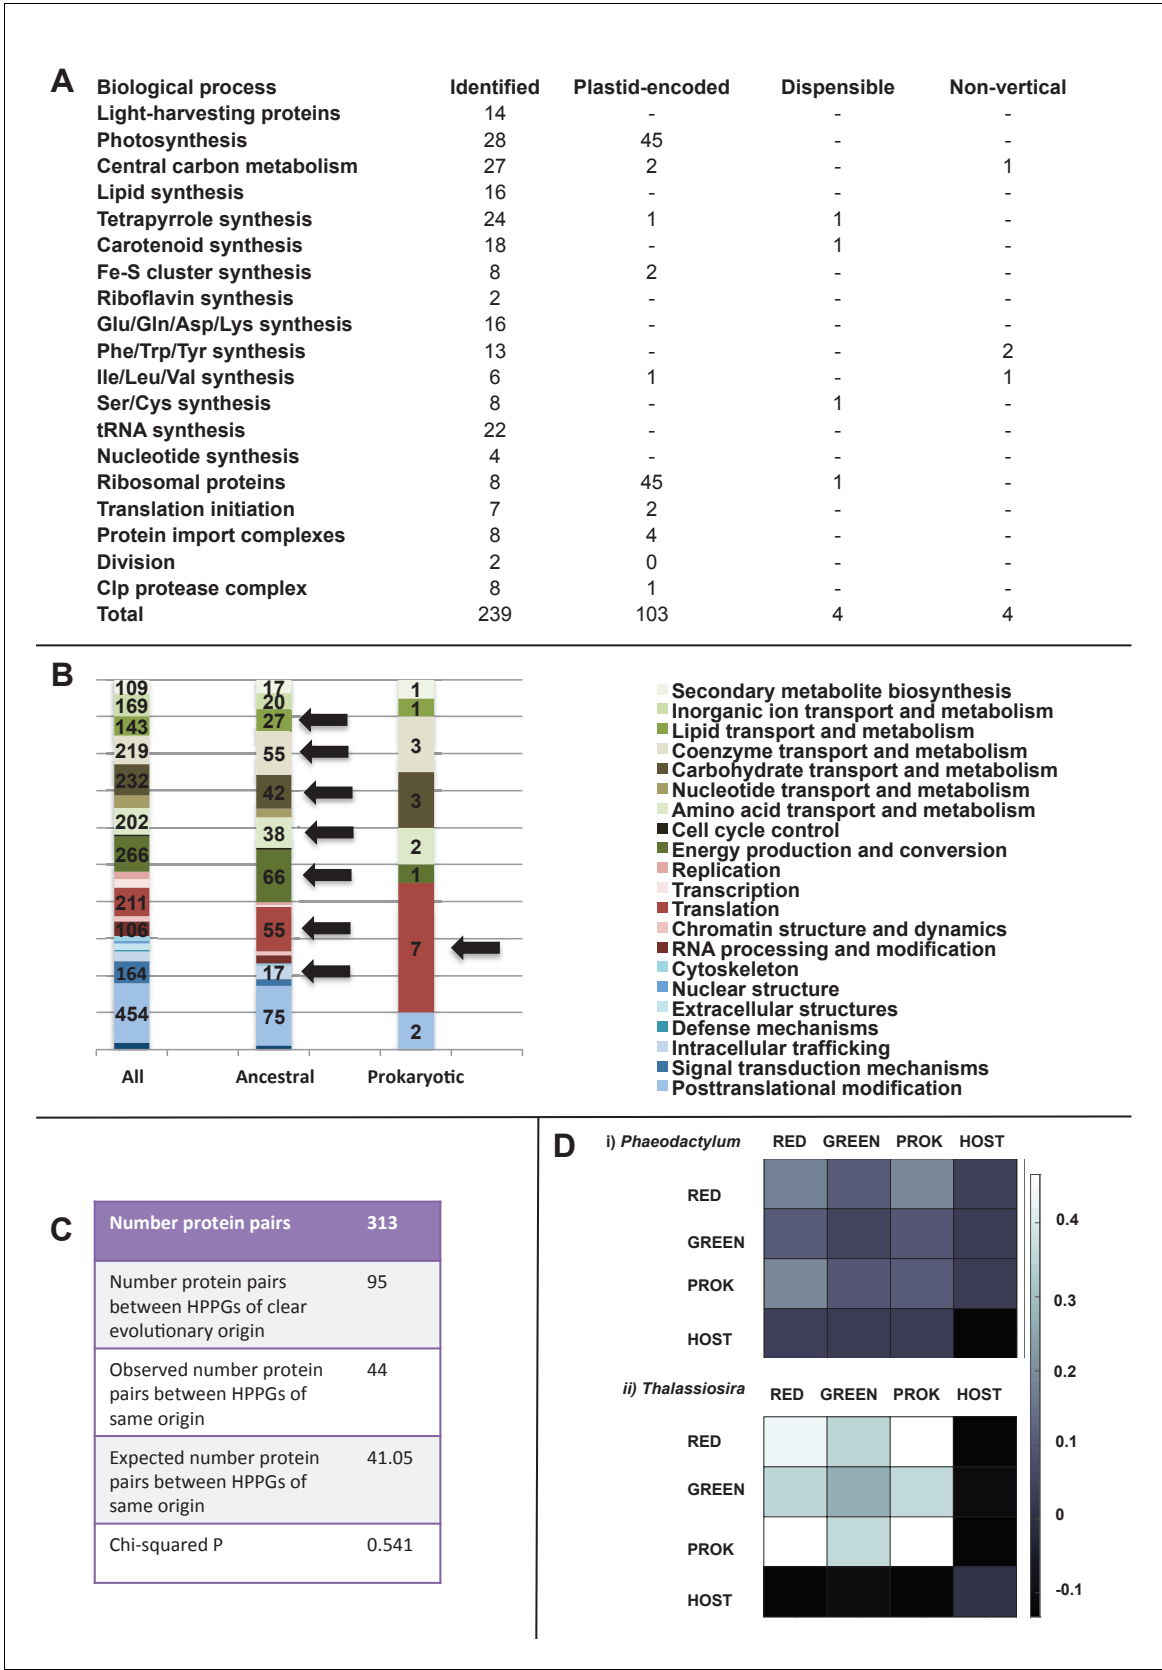 A
Biological process Identified Plastid-encoded Dispensible Non-vertical
Light-harvesting proteins 14 - - -
Photosynthesis 28 45 - -
Central carbon metabolism 27 2 - 1
Lipid synthesis 16 - - -
Tetrapyrrole synthesis 24 1 1 -
Carotenoid synthesis 18 - 1 -
Fe-S cluster synthesis 8 2 - -
Riboflavin synthesis 2 - - -
Glu/Gln/Asp/Lys synthesis 16 - - -
Phe/Trp/Tyr synthesis 13 - - 2
Ile/Leu/Val synthesis 6 1 - 1
Ser/Cys synthesis 8 - 1 -
tRNA synthesis 22 - - -
Nucleotide synthesis 4 - - -
Ribosomal proteins 8 45 1 -
Translation initiation 7 2 - -
Protein import complexes 8 4 - -
Division 2 0 - -
Clp protease complex 8 1 - -
Total 239 103 4 4
B
109
169
143
219
232
202
266
211
106
164
454
All
17
20
27
55
42
38
66
55
17
75
Ancestral
1
1
3
3
2
1
7
2
Prokaryotic
Secondary metabolite biosynthesis
Inorganic ion transport and metabolism
Lipid transport and metabolism
Coenzyme transport and metabolism
Carbohydrate transport and metabolism
Nucleotide transport and metabolism
Amino acid transport and metabolism
Cell cycle control
Energy production and conversion
Replication
Transcription
Translation
Chromatin structure and dynamics
RNA processing and modification
Cytoskeleton
Nuclear structure
Extracellular structures
Defense mechanisms
Intracellular trafficking
Signal transduction mechanisms
Posttranslational modification
C
Number protein pairs 313
Number protein pairs 95
between HPPGs of clear
evolutionary origin
Observed number protein 44
pairs between HPPGs of
same origin
Expected number protein 41.05
pairs between HPPGs of
same origin
Chi-squared P 0.541
D
i) Phaeodactylum RED GREEN PROK HOST
RED
GREEN
PROK
HOST
ii) Thalassiosira RED GREEN PROK HOST
RED
GREEN
PROK
HOST
0.4
0.3
0.2
0.1
0
-0.1